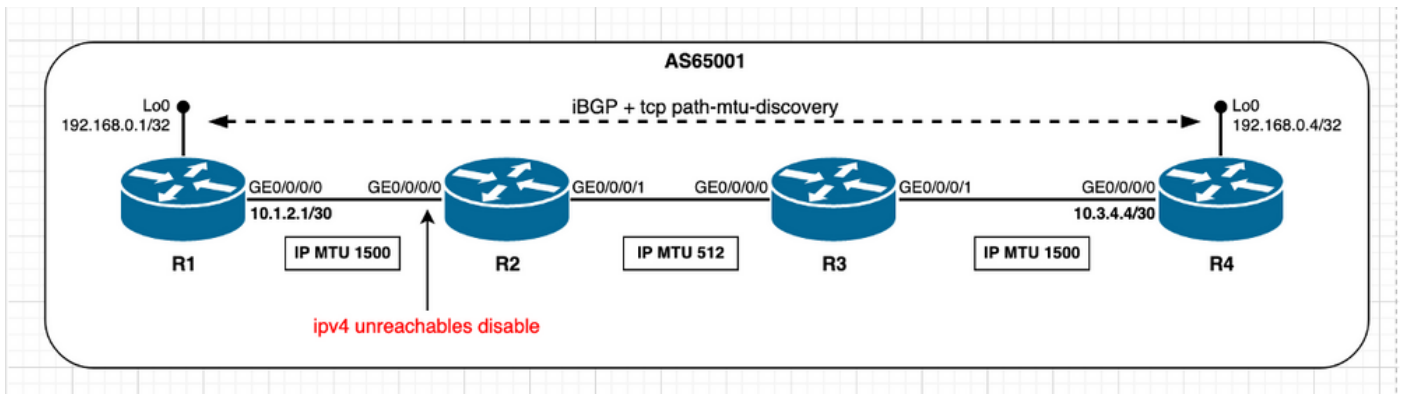 AS65001
iBGP + tcp path-mtu-discovery
Lo0
192.168.0.1/32
Lo0
192.168.0.4/32
GE0/0/0/0
GE0/0/0/0
GE0/0/0/1
GE0/0/0/0
GE0/0/0/1
GE0/0/0/0
10.1.2.1/30
10.3.4.4/30
IP MTU 1500
IP MTU 512
IP MTU 1500
R1
R2
R3
R4
ipv4 unreachables disable